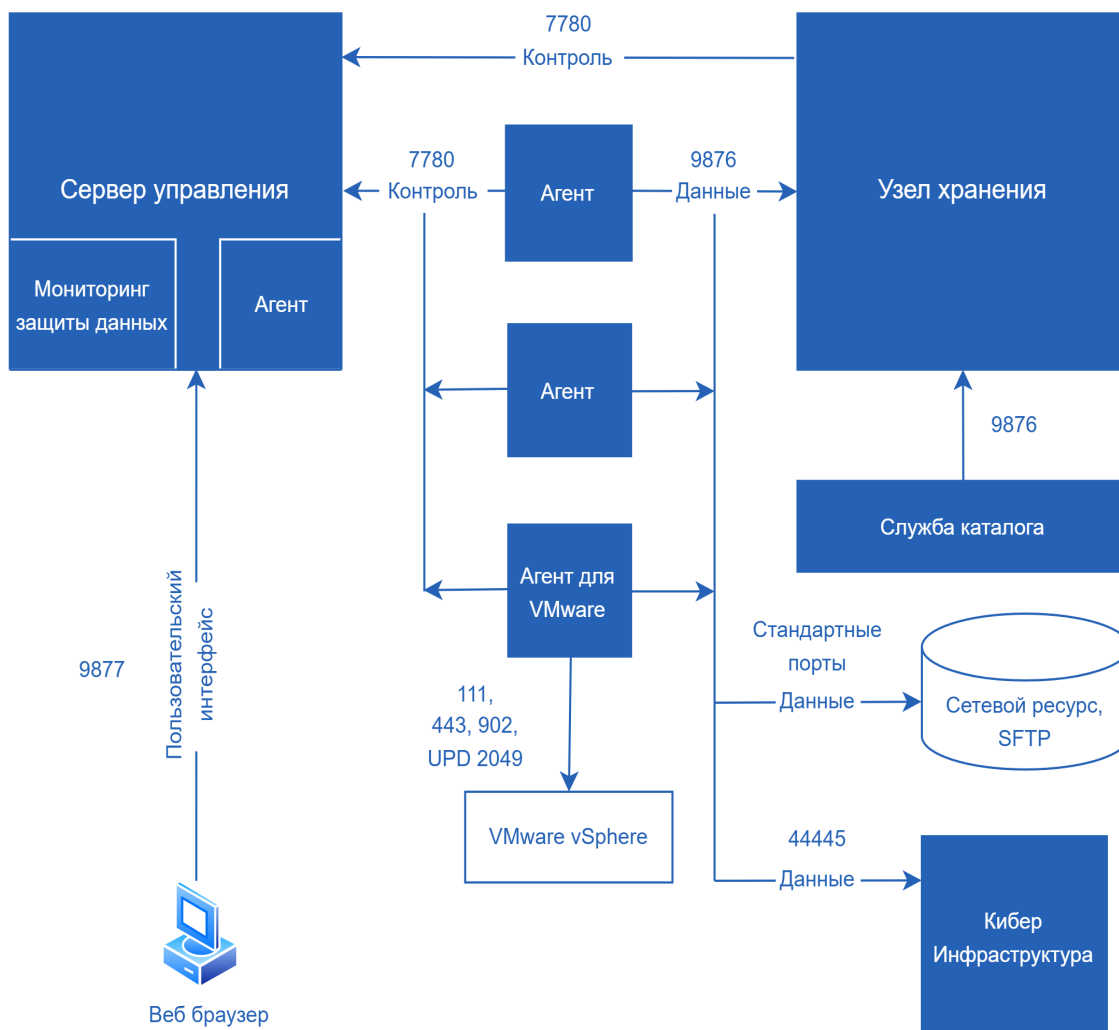 7780
Контроль
Сервер управления
Мониторинг
защиты данных
Агент
7780
Контроль
Агент
9876
Данные
Узел хранения
Агент
9876
Служба каталога
Агент для
VMware
Стандартные
порты
Данные
Сетевой ресурс,
SFTP
9877
Пользовательский
интерфейс
111,
443, 902,
UPD 2049
VMware vSphere
44445
Данные
Кибер
Инфраструктура
Веб браузер